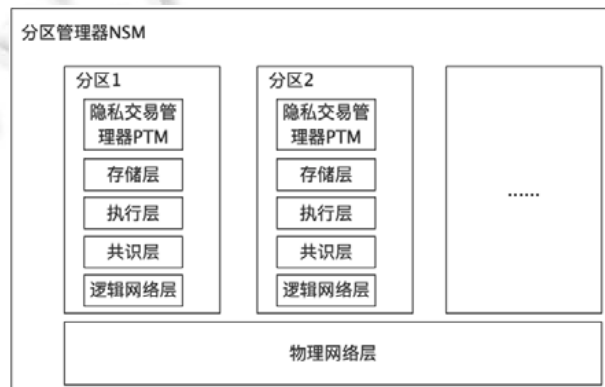 分区管理器NSM
分区1
隐私交易管
理器PTM
存储层
执行层
共识层
逻辑网络层
分区2
隐私交易管
理器PTM
存储层
执行层
共识层
逻辑网络层
......
物理网络层